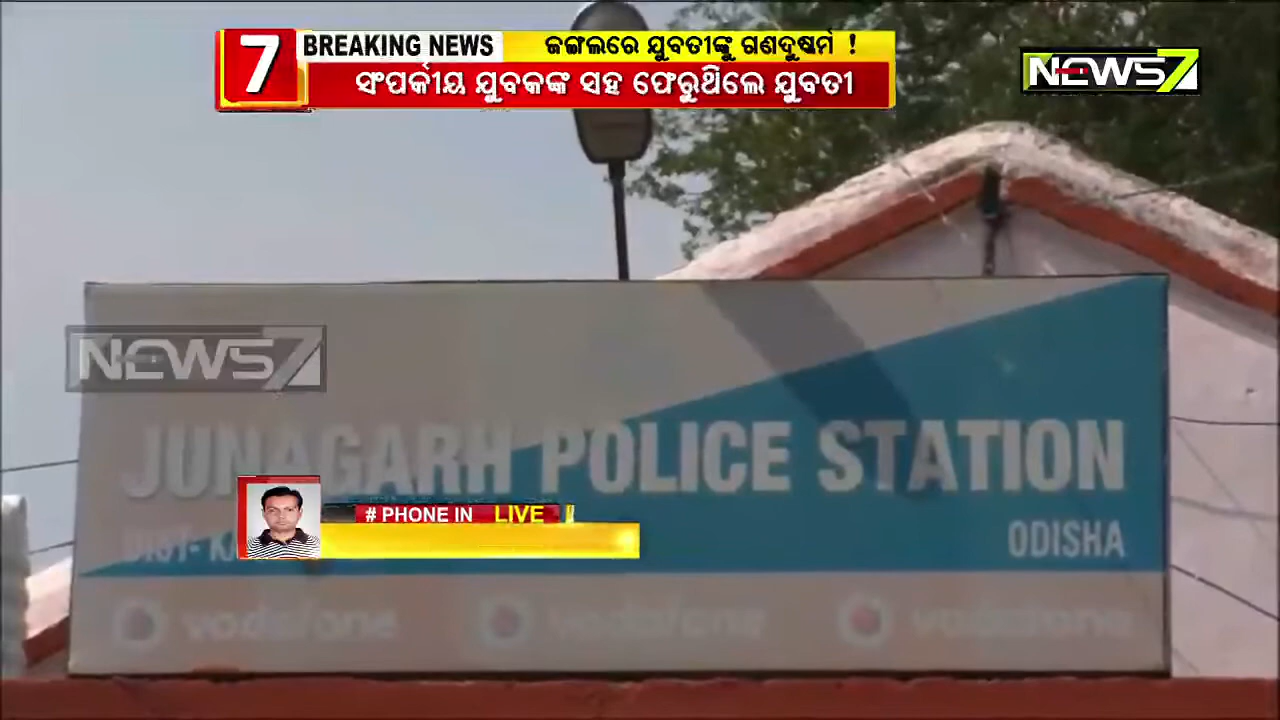 7 BREAKING NEWS ଜଙ୍ଗଲରେ ଯୁବତୀଙ୍କୁ ଗଣଦୁଷ୍କର୍ମ !
ସଂପର୍କୀୟ ଯୁବକଙ୍କ ସହ ଫେରୁଥିଲେ ଯୁବତୀ
NEWS7
NEWS7
JUNAGARH POLICE STATION
# PHONE IN LIVE
DIST-
ODISHA
vodafone vodafone vodafone